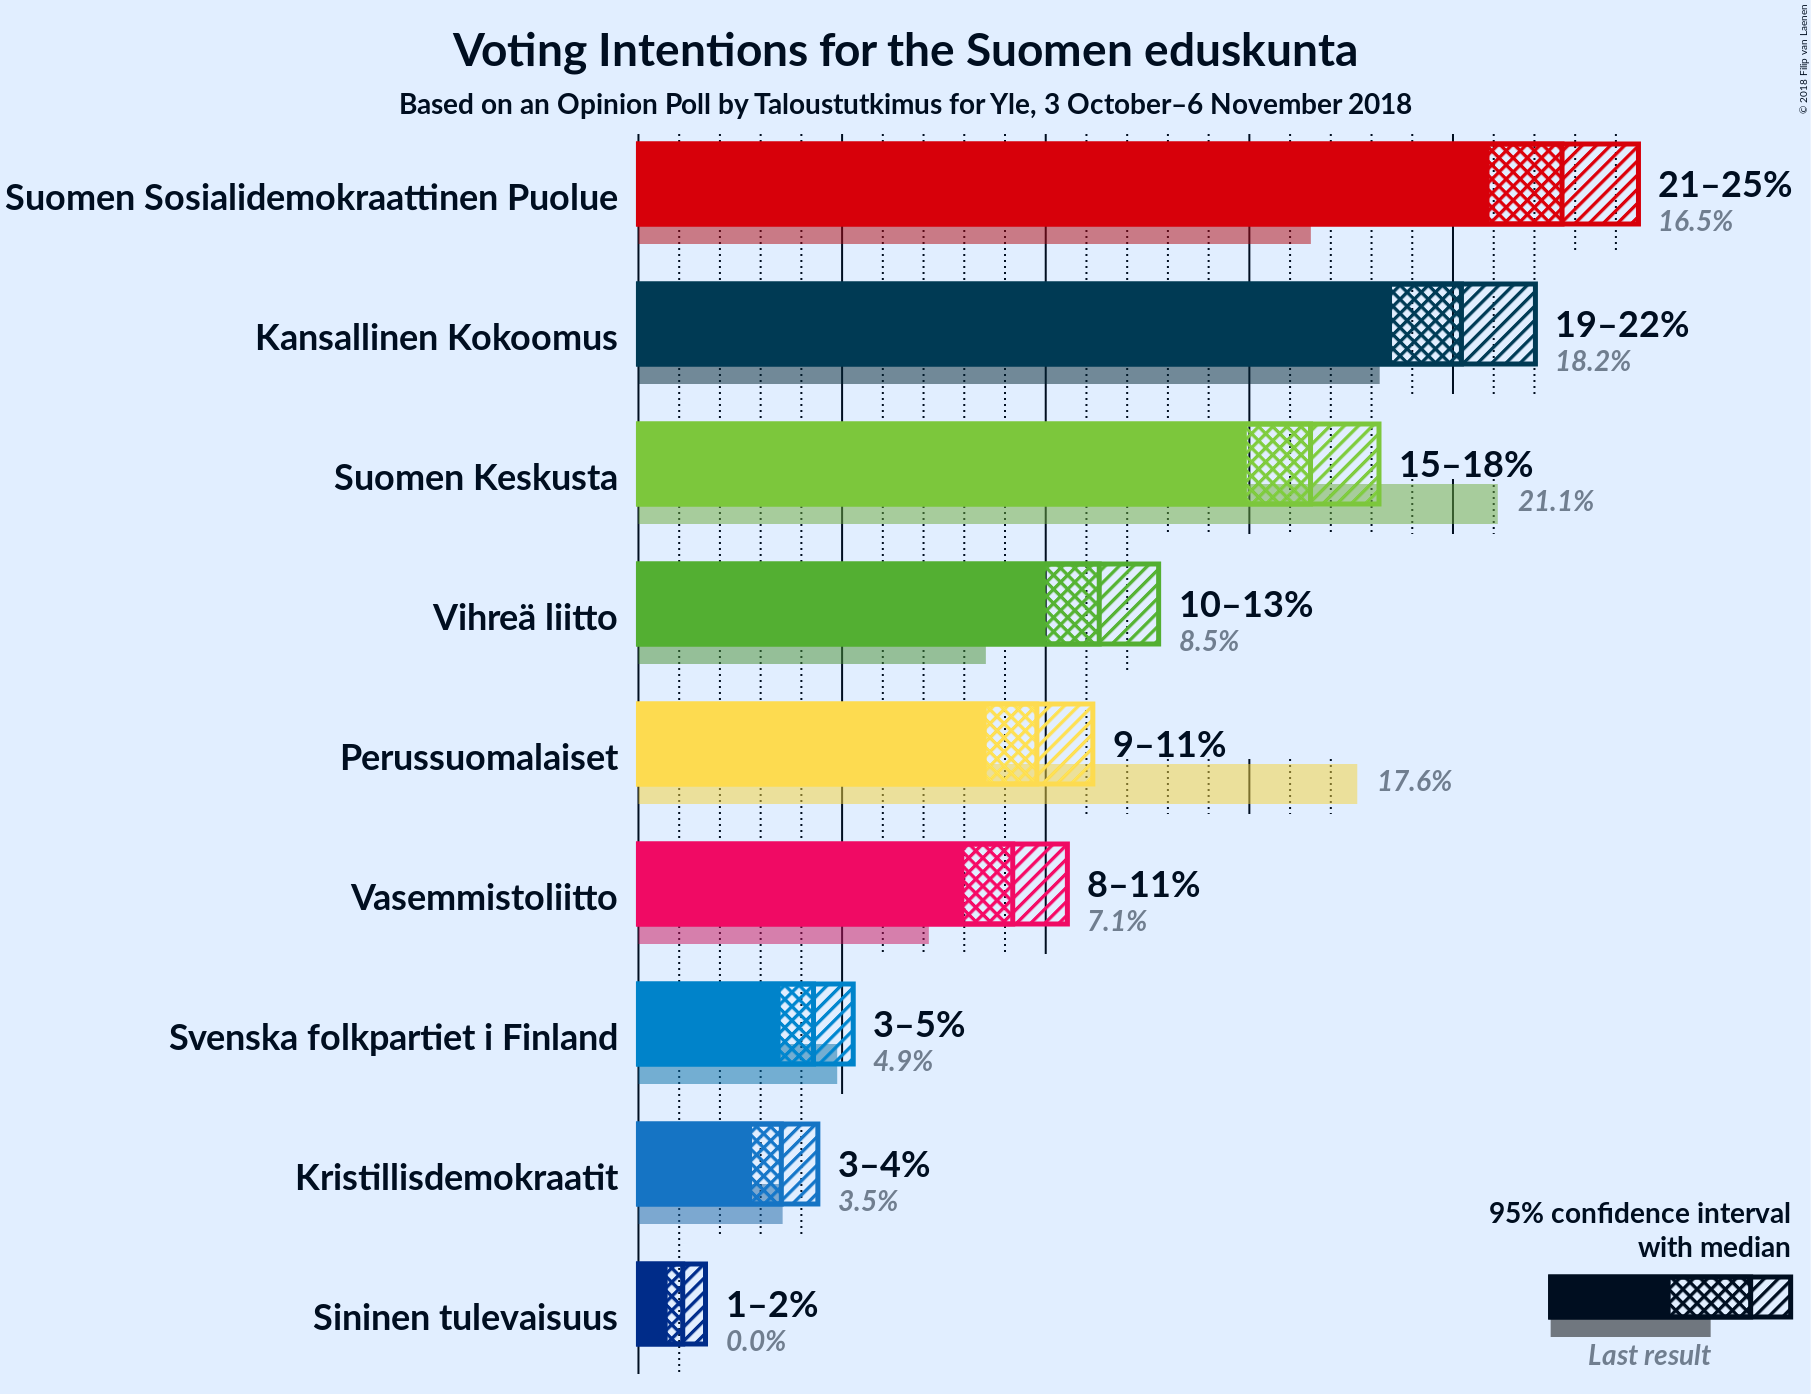 Voting Intentions for the Suomen eduskunta
Based on an Opinion Poll by Taloustutkimus for Yle, 3 October–6 November 2018
© 2018 Filip van Laenen
Suomen Sosialidemokraattinen Puolue
21–25%
16.5%
Kansallinen Kokoomus
19–22%
18.2%
Suomen Keskusta
15–18%
21.1%
Vihreä liitto
10–13%
8.5%
Perussuomalaiset
9–11%
17.6%
Vasemmistoliitto
8–11%
7.1%
Svenska folkpartiet i Finland
3–5%
4.9%
Kristillisdemokraatit
3–4%
3.5%
Sininen tulevaisuus
1–2%
0.0%
95% confidence interval
with median
Last result